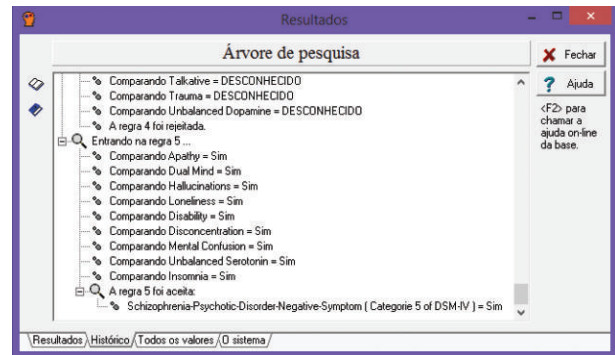 Resultados
Árvore de pesquisa
Fechar
Ajuda
<F2> para
chamar a
ajuda on-line
da base.
Comparando Talkative = DESCONHECIDO
Comparando Trauma = DESCONHECIDO
Comparando Unbalanced Dopamine = DESCONHECIDO
A regra 4 foi rejeitada.
Entrando na regra 5 ...
Comparando Apathy = Sim
Comparando Dual Mind = Sim
Comparando Hallucinations = Sim
Comparando Loneliness = Sim
Comparando Disability = Sim
Comparando Disconcentration = Sim
Comparando Mental Confusion = Sim
Comparando Unbalanced Serotonin = Sim
Comparando Insomnia = Sim
A regra 5 foi aceita:
Schizophrenia-Psychotic-Disorder-Negative-Symptom ( Categorie 5 of DSM-IV ) = Sim
Resultados Histórico Todos os valores O sistema